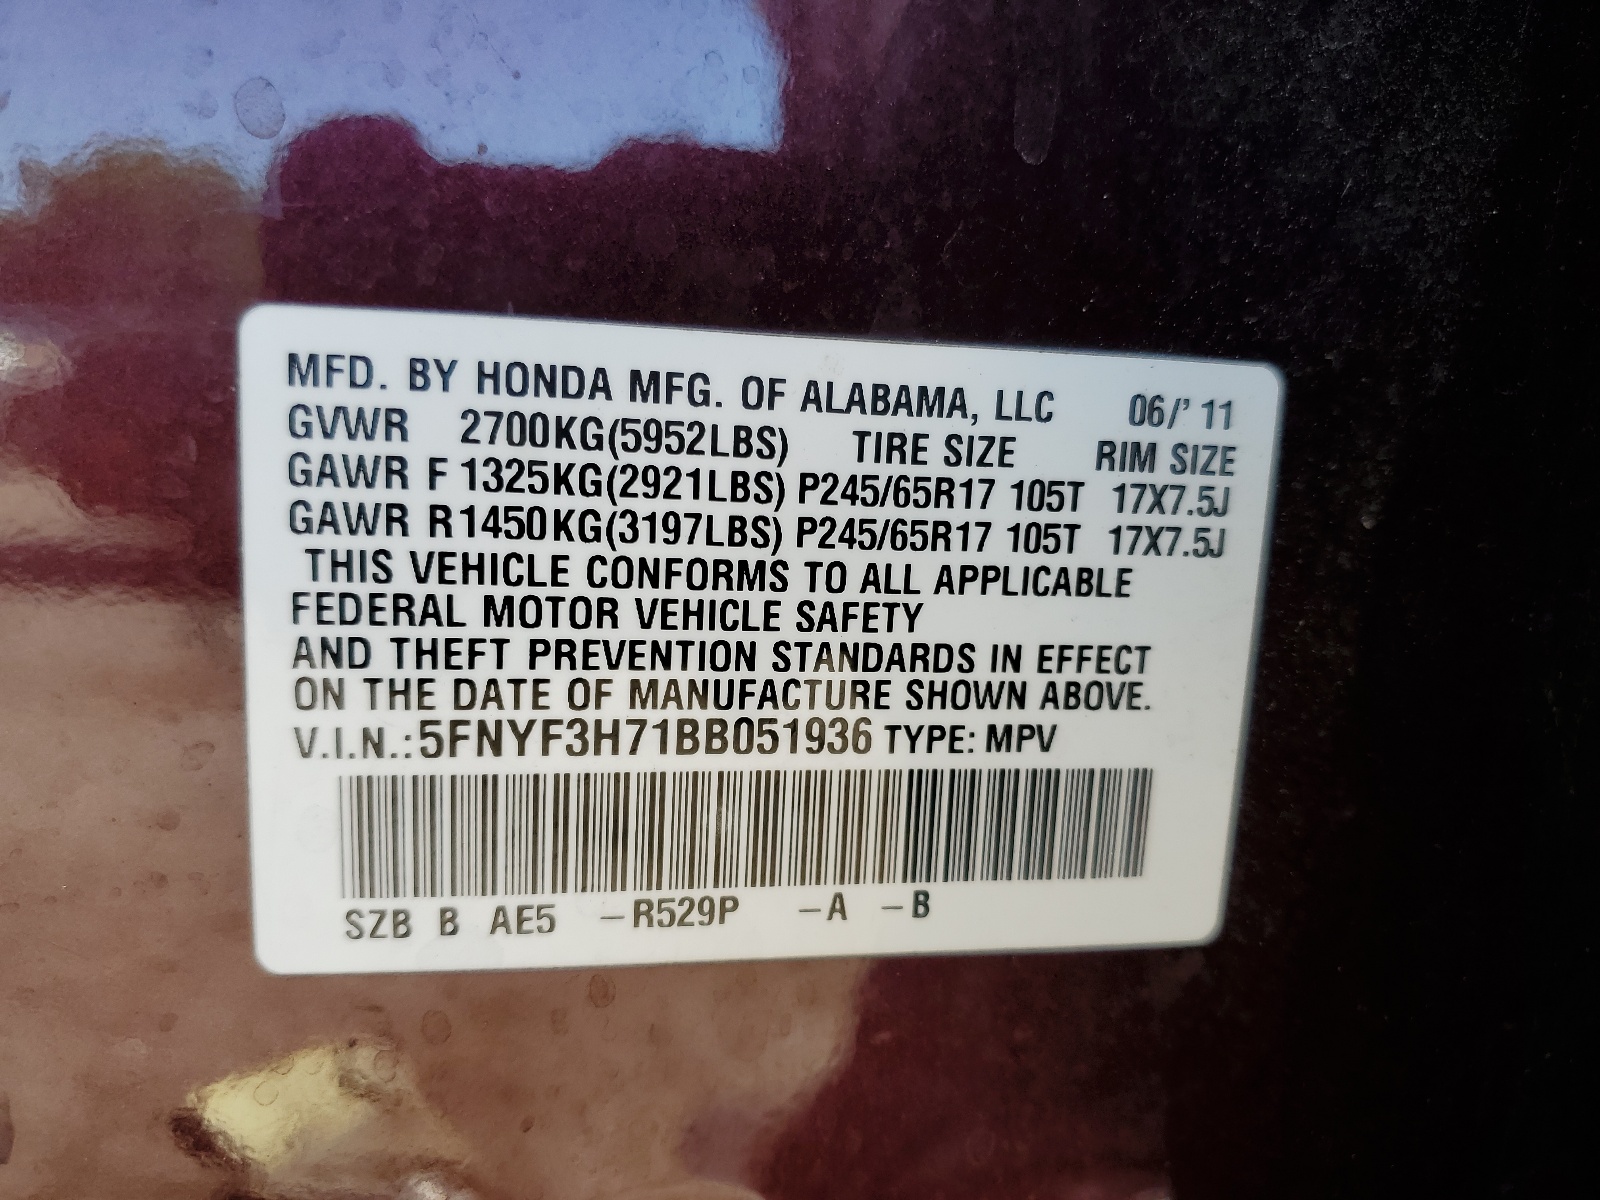 MFD. BY HONDA MFG. OF ALABAMA, LLC 06/' 11
GVWR 2700KG(5952LBS) TIRE SIZE RIM SIZE
GAWR F 1325KG(2921LBS) P245/65R17 105T 17X7.5J
GAWR R 1450KG(3197LBS) P245/65R17 105T 17X7.5J
THIS VEHICLE CONFORMS TO ALL APPLICABLE
FEDERAL MOTOR VEHICLE SAFETY
AND THEFT PREVENTION STANDARDS IN EFFECT
ON THE DATE OF MANUFACTURE SHOWN ABOVE.
V.I.N.: 5FNYF3H71BB051936 TYPE: MPV
SZB B AE5 –R529P –A –B